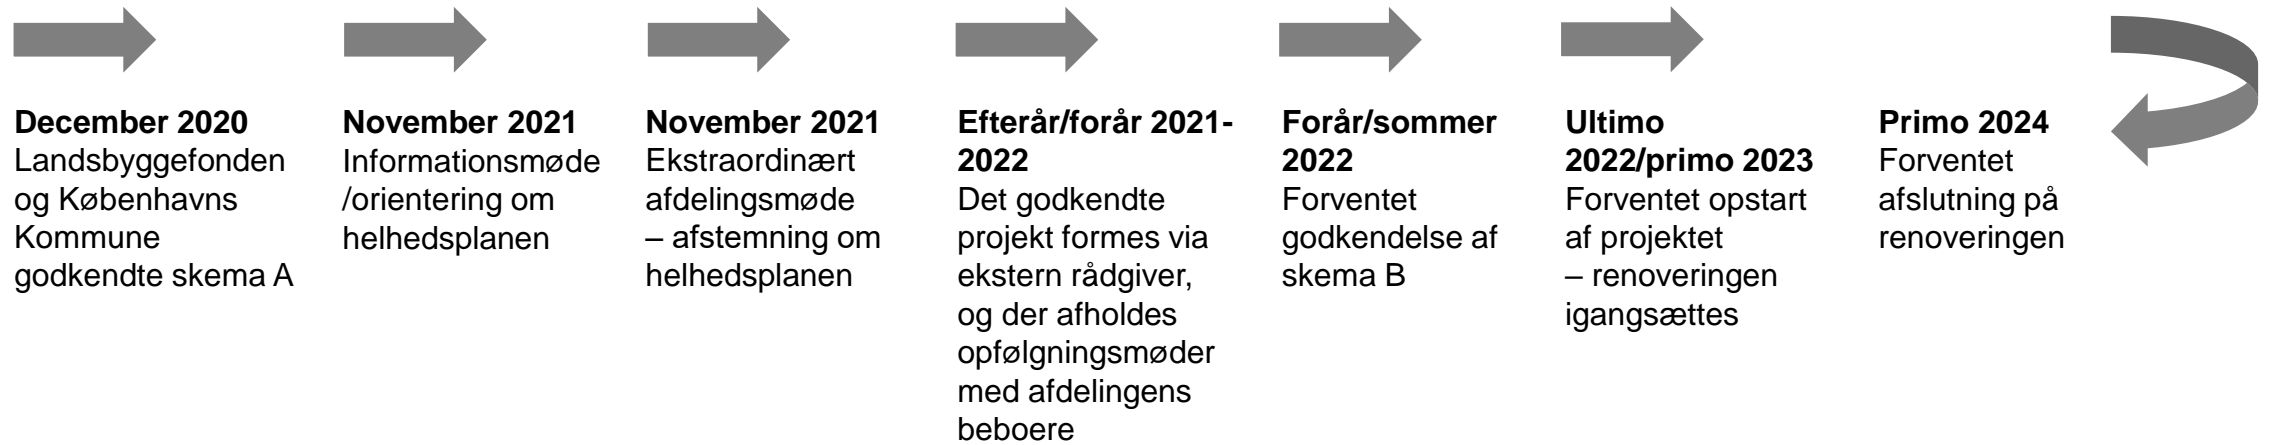 December 2020
Landsbyggefonden
og Københavns
Kommune
godkendte skema A
November 2021
Informationsmøde
/orientering om
helhedsplanen
November 2021
Ekstraordinært
afdelingsmøde
– afstemning om
helhedsplanen
Efterår/forår 2021-
2022
Det godkendte
projekt formes via
ekstern rådgiver,
og der afholdes
opfølgningsmøder
med afdelingens
beboere
Forår/sommer
2022
Forventet
godkendelse af
skema B
Ultimo
2022/primo 2023
Forventet opstart
af projektet
– renoveringen
igangsættes
Primo 2024
Forventet
afslutning på
renoveringen